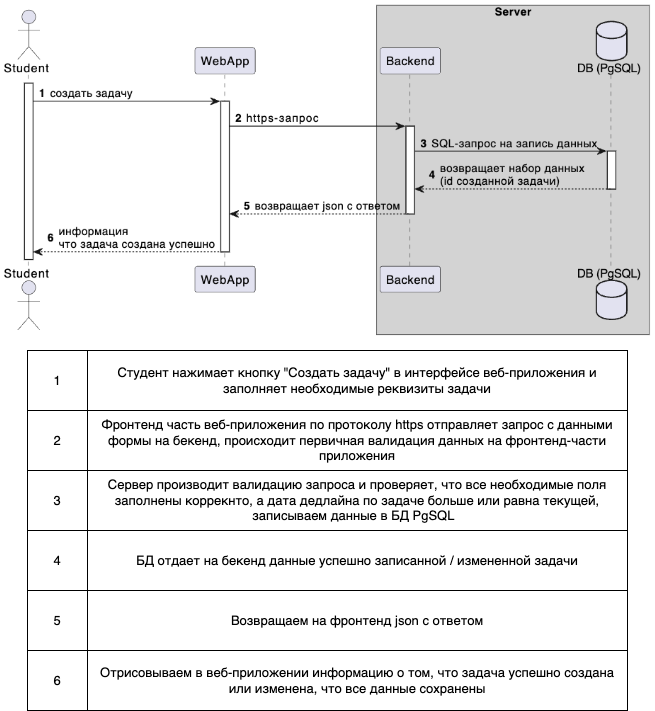 Server
Student
WebApp
Backend
DB (PgSQL)
1 создать задачу
2 https-запрос
3 SQL-запрос на запись данных
4 возвращает набор данных
(id созданной задачи)
5 возвращает json с ответом
6 информация
что задача создана успешно
Student
WebApp
Backend
DB (PgSQL)
1
Студент нажимает кнопку "Создать задачу" в интерфейсе веб-приложения и
заполняет необходимые реквизиты задачи
2
Фронтенд часть веб-приложения по протоколу https отправляет запрос с данными
формы на бекенд, происходит первичная валидация данных на фронтенд-части
приложения
3
Сервер производит валидацию запроса и проверяет, что все необходимые поля
заполнены коррекнто, а дата дедлайна по задаче больше или равна текущей,
записываем данные в БД PgSQL
4
БД отдает на бекенд данные успешно записанной / измененной задачи
5
Возвращаем на фронтенд json с ответом
6
Отрисовываем в веб-приложении информацию о том, что задача успешно создана
или изменена, что все данные сохранены